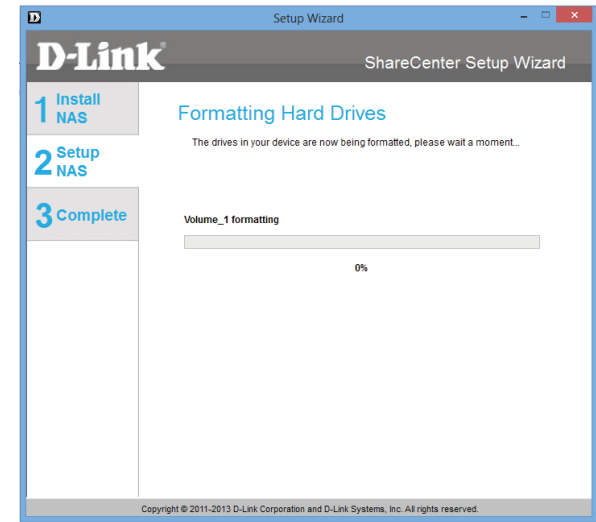 D
Setup Wizard
D-Link
ShareCenter Setup Wizard
1 Install
NAS
2 Setup
NAS
3 Complete
Formatting Hard Drives
The drives in your device are now being formatted, please wait a moment...
Volume_1 formatting
0%
Copyright © 2011-2013 D-Link Corporation and D-Link Systems, Inc. All rights reserved.